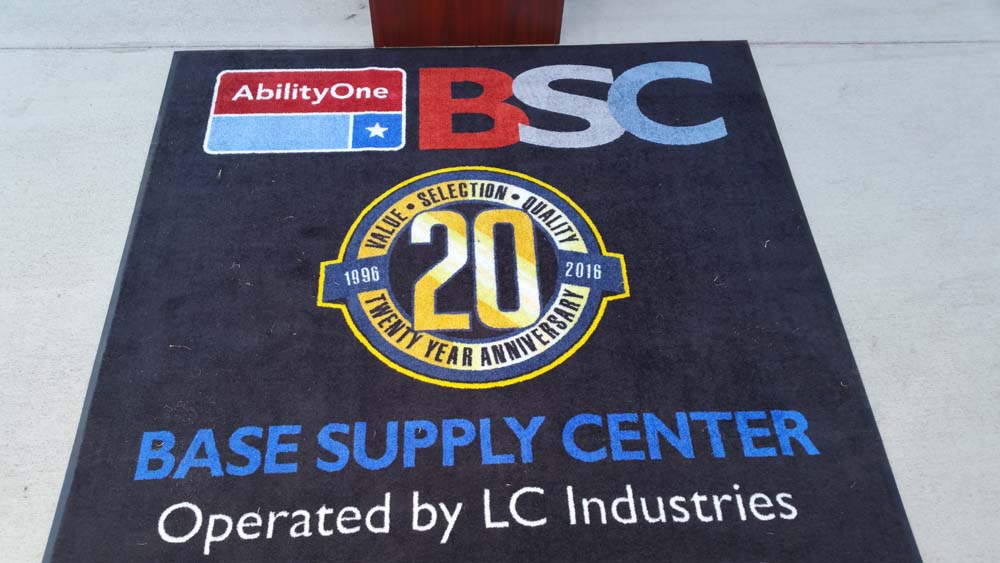 AbilityOne
BSC
VALUE • SELECTION • QUALITY
20
1996
2016
TWENTY YEAR ANNIVERSARY
BASE SUPPLY CENTER
Operated by LC Industries